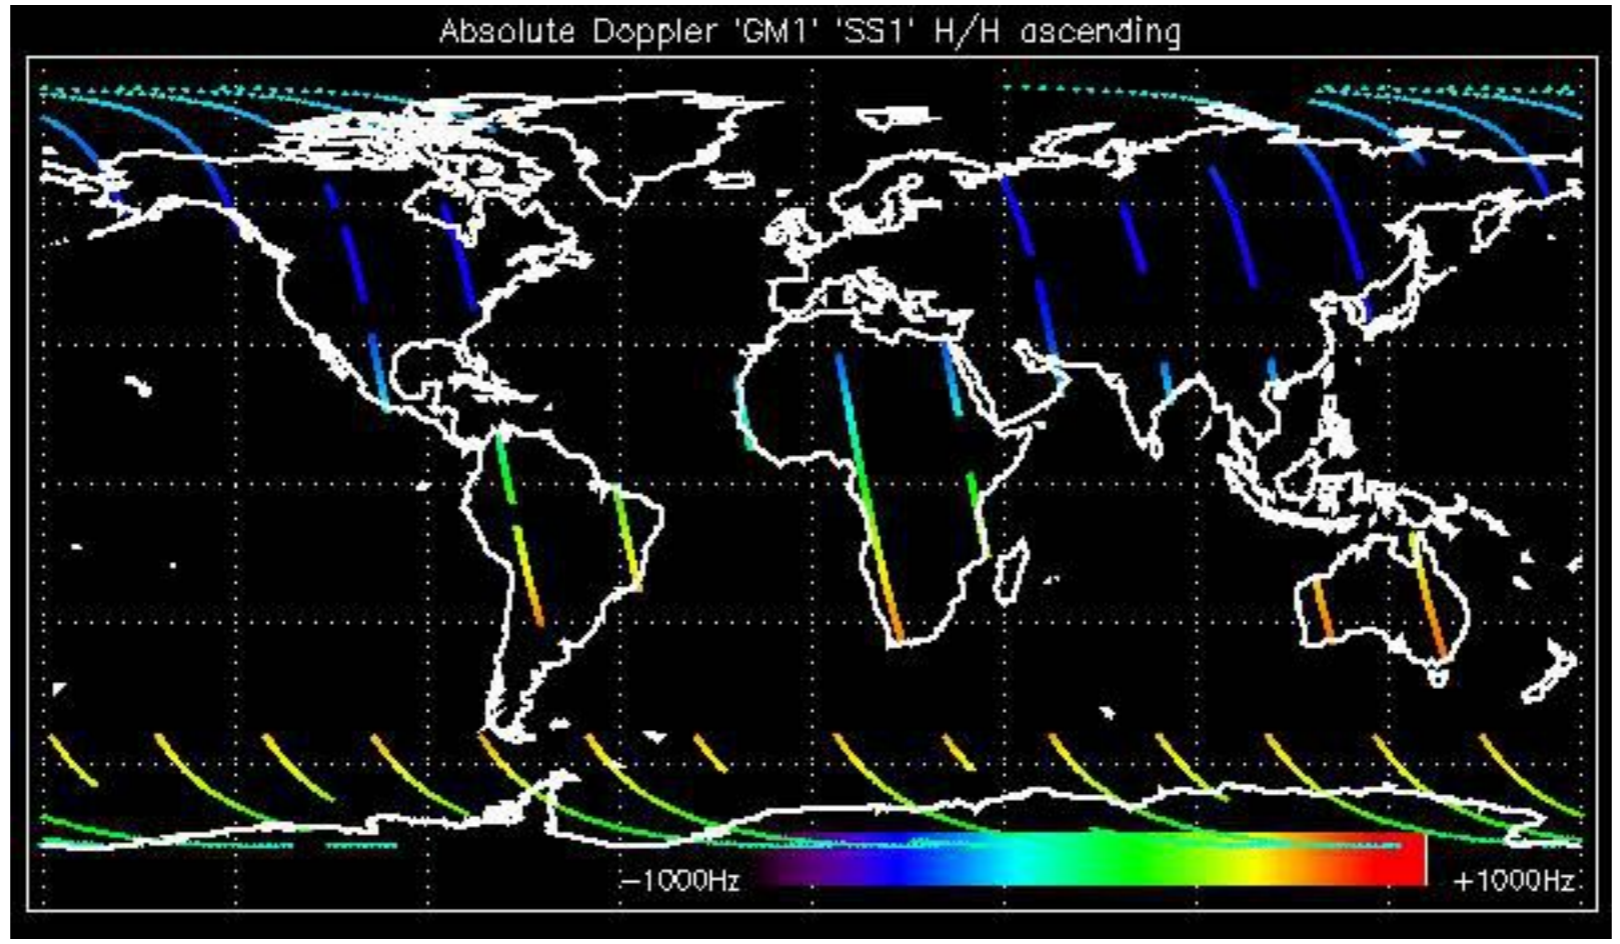 Absolute Doppler 'GM1' 'SS1' H/H ascending
−1000Hz +1000Hz